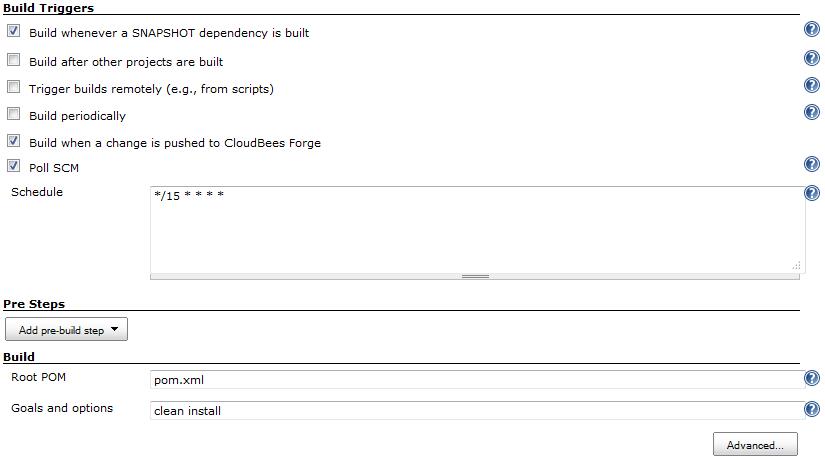 Build Triggers
Build whenever a SNAPSHOT dependency is built
Build after other projects are built
Trigger builds remotely (e.g., from scripts)
Build periodically
Build when a change is pushed to CloudBees Forge
Poll SCM
Schedule
*/15 * * * *
Pre Steps
Add pre-build step
Build
Root POM
pom.xml
Goals and options
clean install
Advanced...